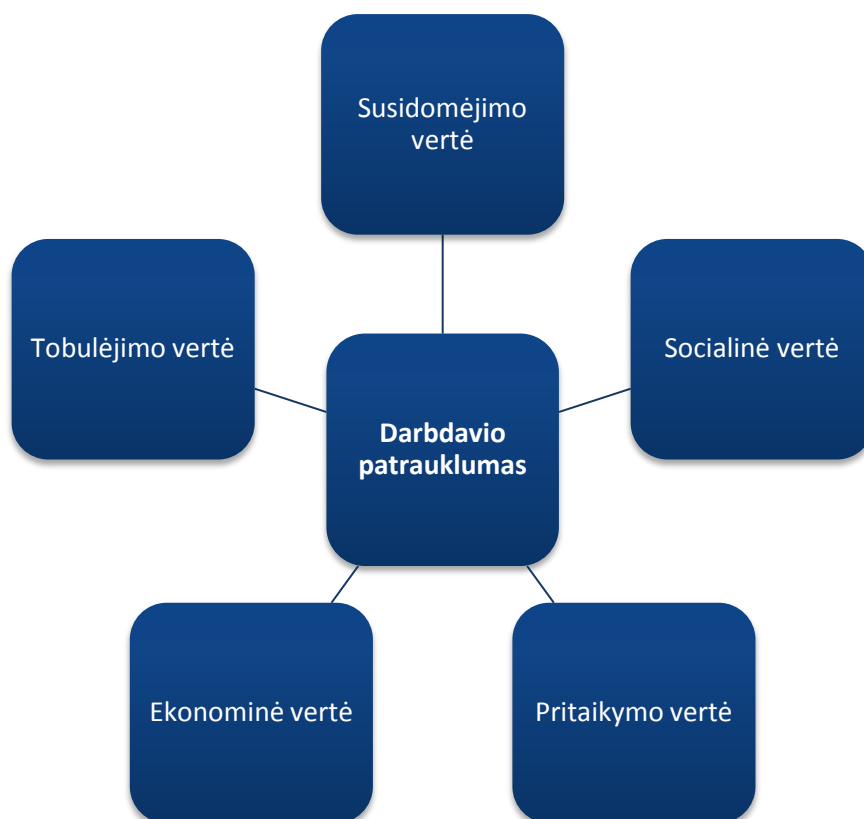 Susidomėjimo
vertė
Tobulėjimo vertė
Socialinė vertė
Darbdavio
patrauklumas
Ekonominė vertė
Pritaikymo vertė